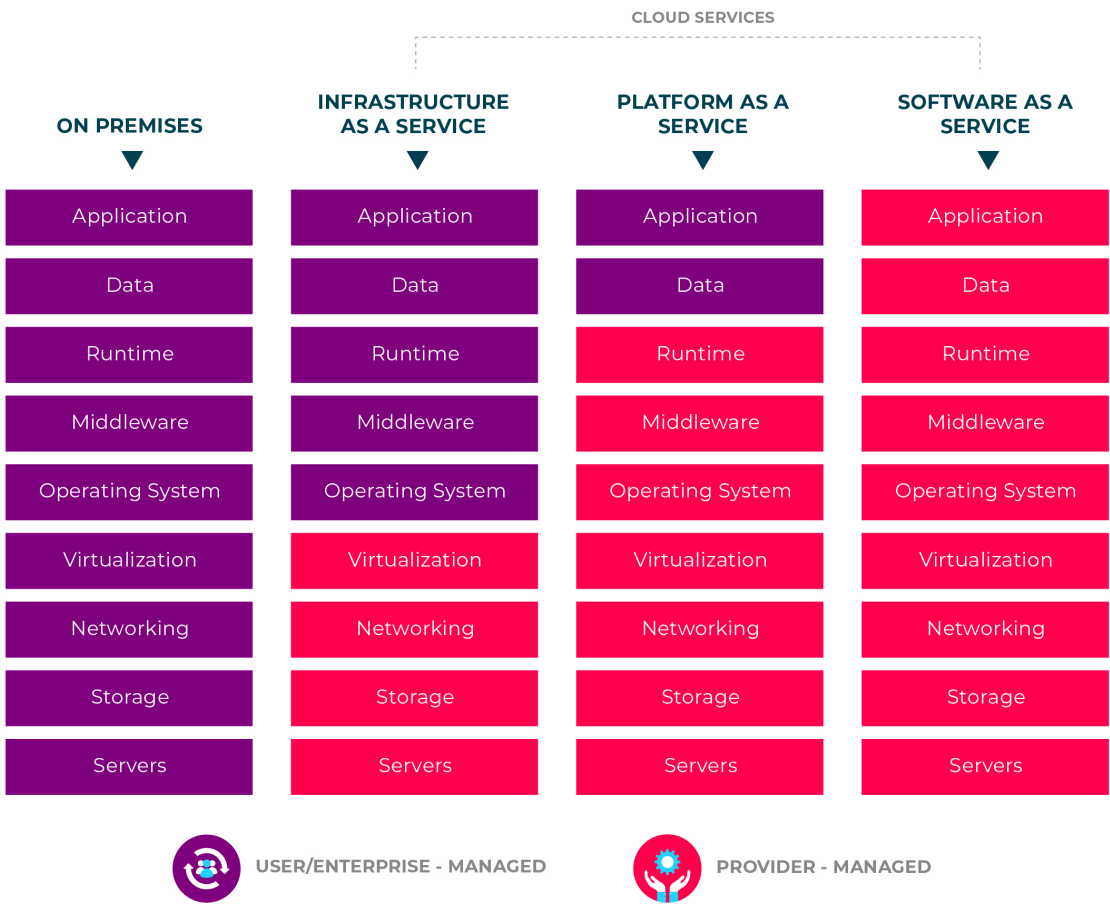 CLOUD SERVICES
ON PREMISES
INFRASTRUCTURE
AS A SERVICE
PLATFORM AS A
SERVICE
SOFTWARE AS A
SERVICE
Application
Data
Runtime
Middleware
Operating System
Virtualization
Networking
Storage
Servers
Application
Data
Runtime
Middleware
Operating System
Virtualization
Networking
Storage
Servers
Application
Data
Runtime
Middleware
Operating System
Virtualization
Networking
Storage
Servers
Application
Data
Runtime
Middleware
Operating System
Virtualization
Networking
Storage
Servers
USER/ENTERPRISE - MANAGED
PROVIDER - MANAGED